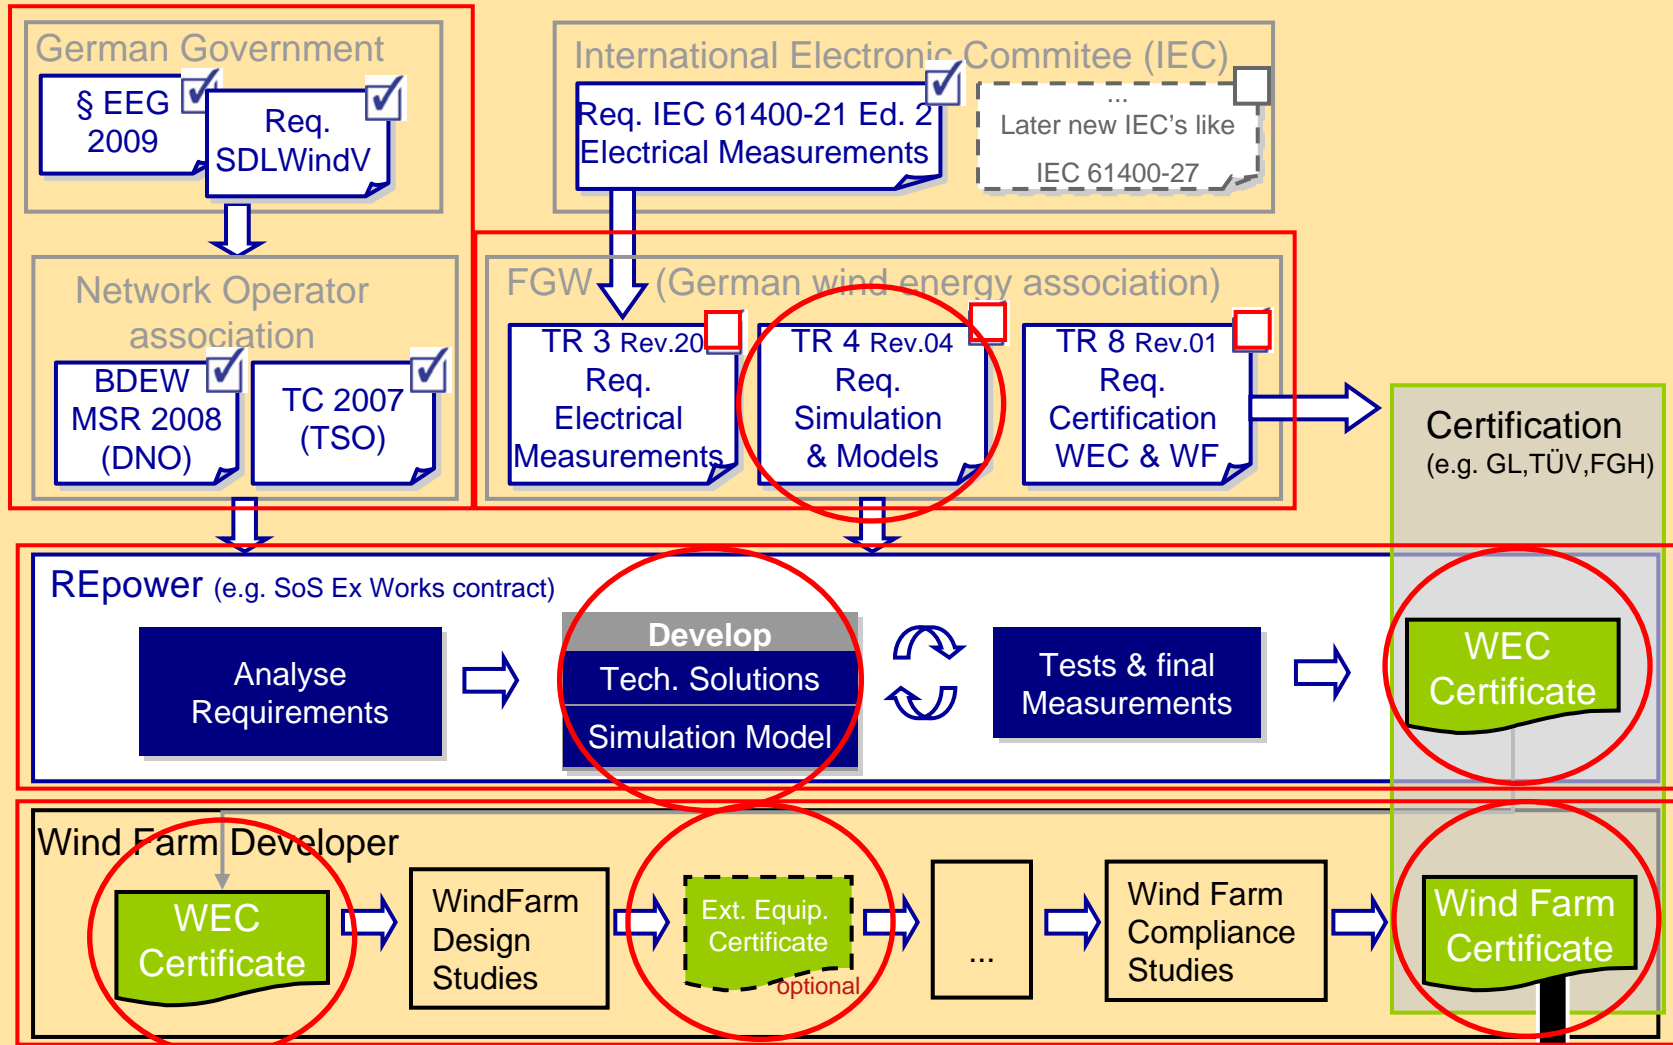 German Government
§ EEG
2009
Req.
SDLWindV
International Electronic Commitee (IEC)
Req. IEC 61400-21 Ed. 2
Electrical Measurements
...
Later new IEC's like
IEC 61400-27
Network Operator
association
BDEW
MSR 2008
(DNO)
TC 2007
(TSO)
FGW (German wind energy association)
TR 3 Rev.20
Req.
Electrical
Measurements
TR 4 Rev.04
Req.
Simulation
& Models
TR 8 Rev.01
Req.
Certification
WEC & WF
Certification
(e.g. GL,TÜV,FGH)
REpower (e.g. SoS Ex Works contract)
Analyse
Requirements
Develop
Tech. Solutions
Simulation Model
Tests & final
Measurements
WEC
Certificate
Wind Farm Developer
WEC
Certificate
WindFarm
Design
Studies
Ext. Equip.
Certificate
optional
...
Wind Farm
Compliance
Studies
Wind Farm
Certificate